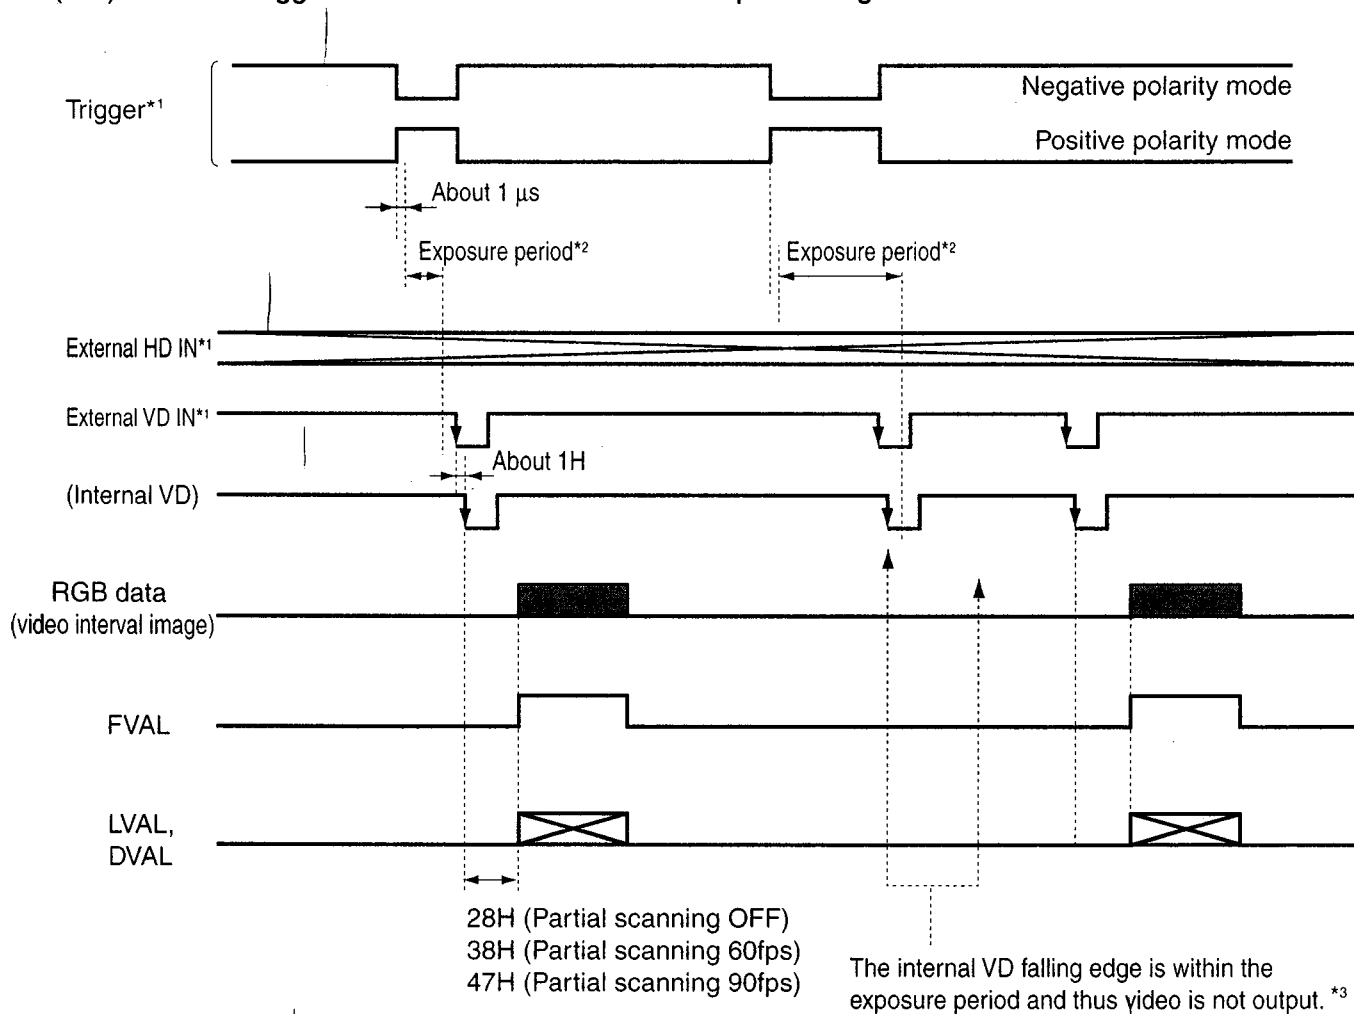 Negative polarity mode
Trigger*1
Positive polarity mode
About 1 µs
Exposure period*2
Exposure period*2
External HD IN*1
External VD IN*1
About 1H
(Internal VD)
RGB data
(video interval image)
FVAL
LVAL,
DVAL
28H (Partial scanning OFF)
38H (Partial scanning 60fps)
47H (Partial scanning 90fps)
The internal VD falling edge is within the
exposure period and thus video is not output. *3